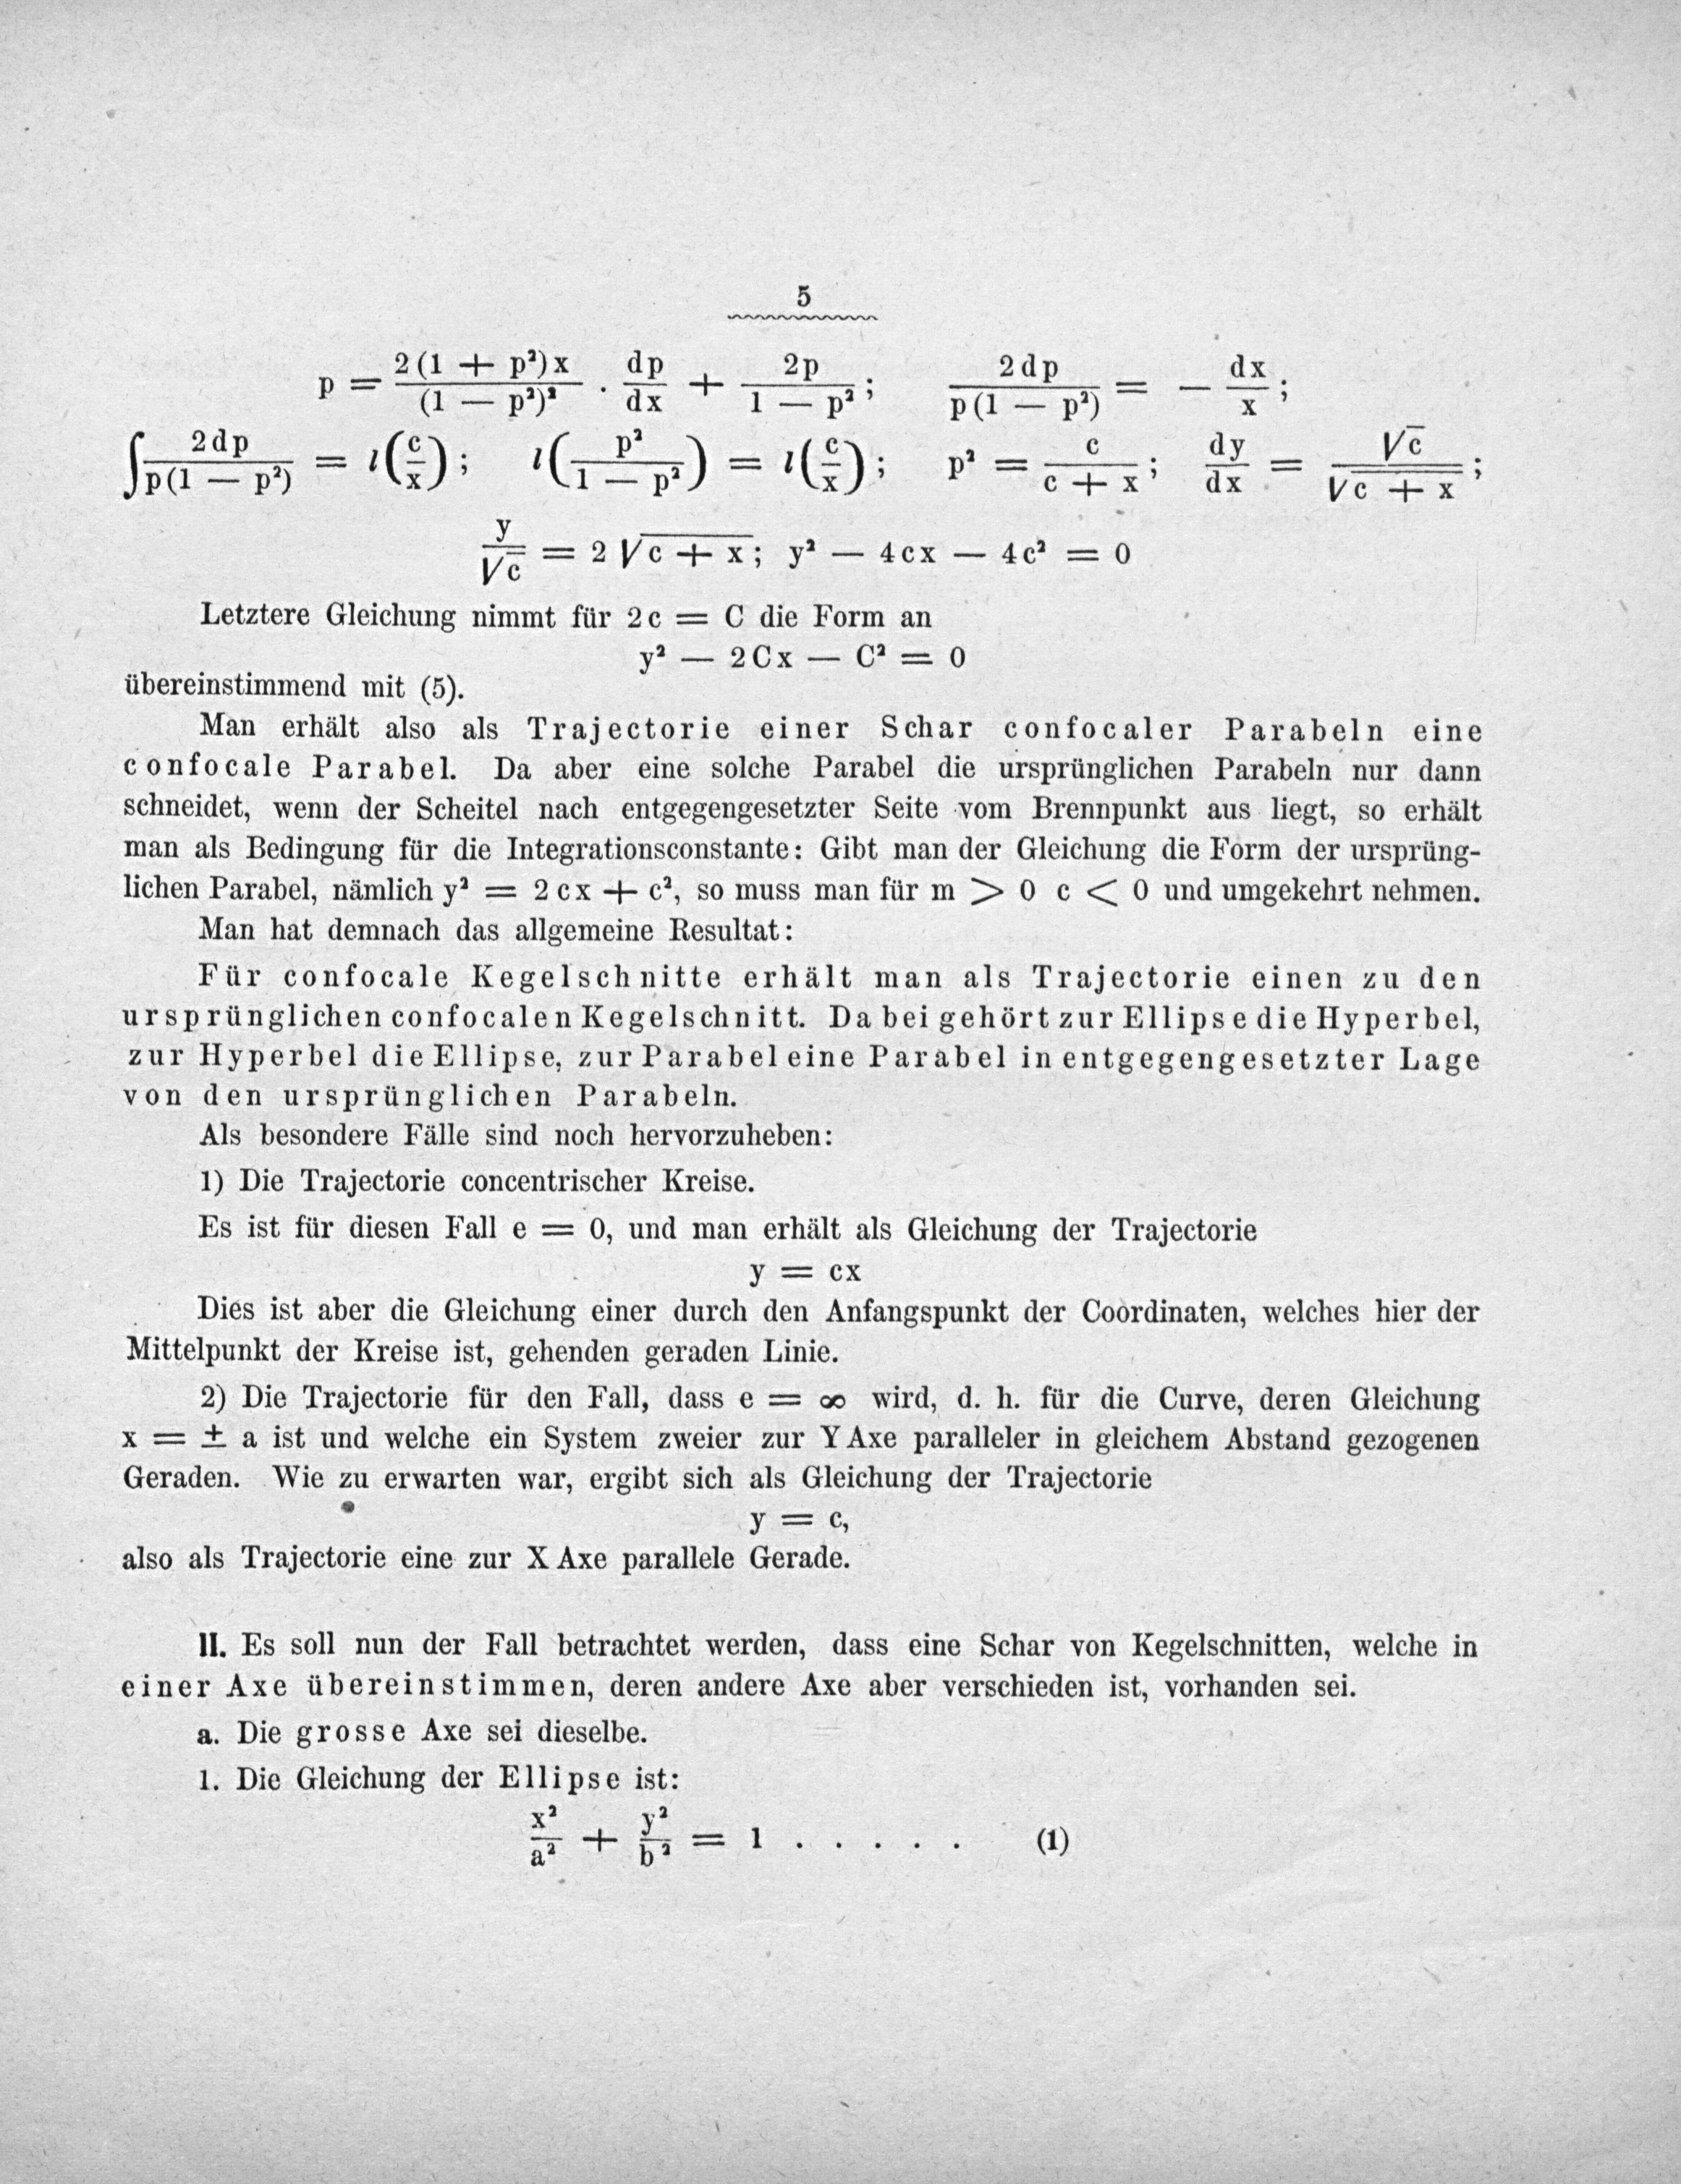 5
p = 2(1 + p²)x / (1 — p²)² · dp/dx + 2p / 1 — p² ; 2dp / p(1 — p²) = — dx/x ;
∫ 2dp / p(1 — p²) = l(c/x); l(p² / 1 — p²) = l(c/x); p² = c / c + x ; dy/dx = √c / √c + x ;
y/√c = 2 √c + x; y² — 4cx — 4c² = 0
Letztere Gleichung nimmt für 2c = C die Form an
y² — 2Cx — C² = 0
übereinstimmend mit (5).
Man erhält also als Trajectorie einer Schar confocaler Parabeln eine
confocale Parabel. Da aber eine solche Parabel die ursprünglichen Parabeln nur dann
schneidet, wenn der Scheitel nach entgegengesetzter Seite vom Brennpunkt aus liegt, so erhält
man als Bedingung für die Integrationsconstante: Gibt man der Gleichung die Form der ursprüng-
lichen Parabel, nämlich y² = 2cx + c², so muss man für m > 0 c < 0 und umgekehrt nehmen.
Man hat demnach das allgemeine Resultat:
Für confocale Kegelschnitte erhält man als Trajectorie einen zu den
ursprünglichen confocalen Kegelschnitt. Dabei gehört zur Ellipse die Hyperbel,
zur Hyperbel die Ellipse, zur Parabel eine Parabel in entgegengesetzter Lage
von den ursprünglichen Parabeln.
Als besondere Fälle sind noch hervorzuheben:
1) Die Trajectorie concentrischer Kreise.
Es ist für diesen Fall e = 0, und man erhält als Gleichung der Trajectorie
y = cx
Dies ist aber die Gleichung einer durch den Anfangspunkt der Coordinaten, welches hier der
Mittelpunkt der Kreise ist, gehenden geraden Linie.
2) Die Trajectorie für den Fall, dass e = ∞ wird, d. h. für die Curve, deren Gleichung
x = ± a ist und welche ein System zweier zur Y Axe paralleler in gleichem Abstand gezogenen
Geraden. Wie zu erwarten war, ergibt sich als Gleichung der Trajectorie
y = c,
also als Trajectorie eine zur X Axe parallele Gerade.
II. Es soll nun der Fall betrachtet werden, dass eine Schar von Kegelschnitten, welche in
einer Axe übereinstimmen, deren andere Axe aber verschieden ist, vorhanden sei.
a. Die grosse Axe sei dieselbe.
1. Die Gleichung der Ellipse ist:
x²/a² + y²/b² = 1 . . . . . (1)